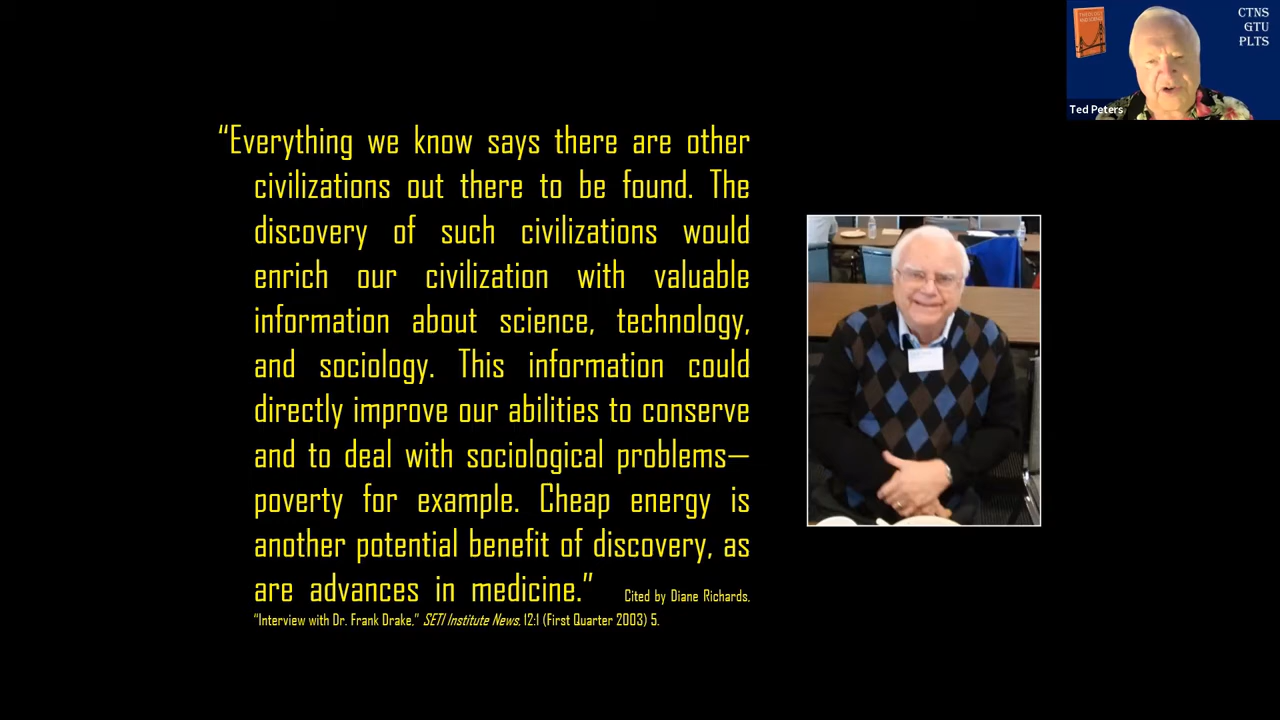 CTNS
GTU
PLTS
Ted Peters
“Everything we know says there are other
civilizations out there to be found. The
discovery of such civilizations would
enrich our civilization with valuable
information about science, technology,
and sociology. This information could
directly improve our abilities to conserve
and to deal with sociological problems—
poverty for example. Cheap energy is
another potential benefit of discovery, as
are advances in medicine.” Cited by Diane Richards,
“Interview with Dr. Frank Drake,” SETI Institute News, 12:1 (First Quarter 2003) 5.